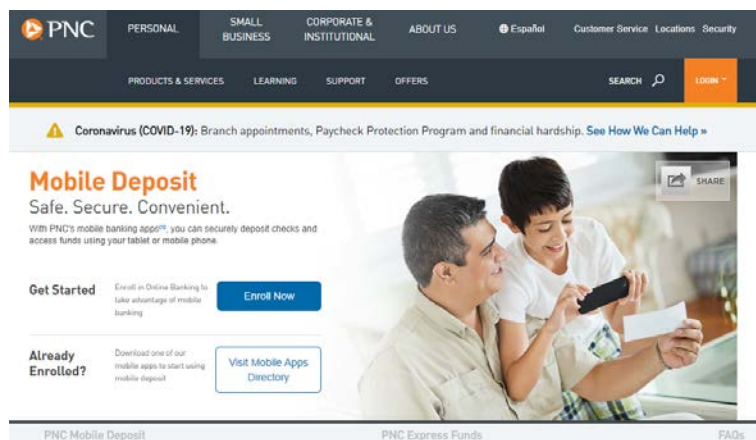 PNC
PERSONAL
SMALL
BUSINESS
CORPORATE &
INSTITUTIONAL
ABOUT US
Español
Customer Service Locations Security
PRODUCTS & SERVICES LEARNING SUPPORT OFFERS
SEARCH
LOGIN
Coronavirus (COVID-19): Branch appointments, Paycheck Protection Program and financial hardship. See How We Can Help »
SHARE
Mobile Deposit
Safe. Secure. Convenient.
With PNC's mobile banking apps, you can securely deposit checks and
access funds using your tablet or mobile phone.
Get Started
Enroll in Online Banking to
take advantage of mobile
banking
Enroll Now
Already
Enrolled?
Download one of our
mobile apps to start using
mobile deposit
Visit Mobile Apps
Directory
PNC Mobile Deposit PNC Express Funds FAQs